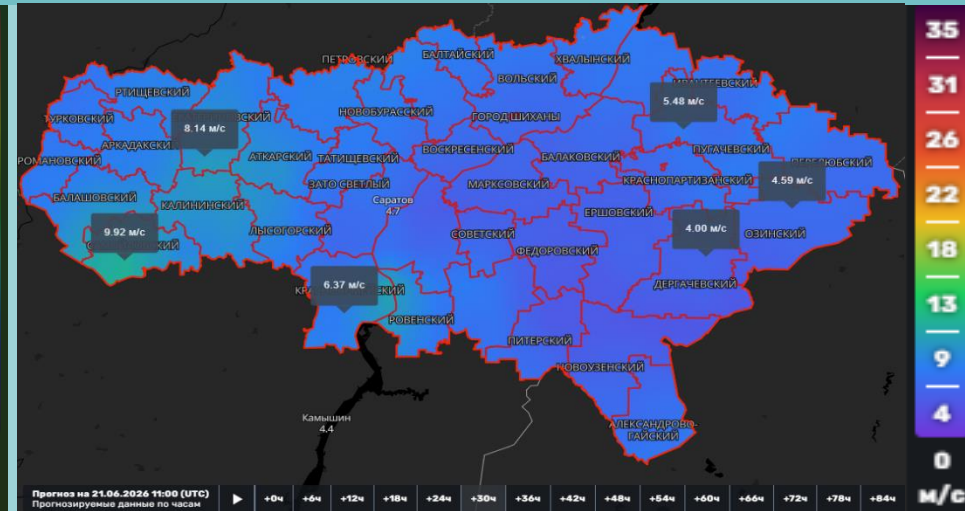 БАЛТАЙСКИЙ
ПЕТРОВСКИЙ
ХВАЛЫНСКИЙ
ВОЛЬСКИЙ
РТИЩЕВСКИЙ
5.48 м/с
ТУРКОВСКИЙ
НОВОБУРАССКИЙ
ГОРОД ШИХАНЫ
8.14 м/с
АРКАДАКСКИ
ВОСКРЕСЕНСКИЙ
ПУГАЧЕВСКИЙ
РОМАНОВСКИЙ
АТКАРСКИЙ
ТАТИЩЕВСКИЙ
БАЛАКОВСКИЙ
ЗАТО СВЕТЛЫЙ
МАРКСОВСКИЙ
КРАСНОПАРТИЗАНСКИЙ
4.59 м/с
БАЛАШОВСКИЙ
КАЛИНИНСКИЙ
Саратов
4.7
ЕРШОВСКИЙ
9.92 м/с
ЛЫСОГОРСКИЙ
СОВЕТСКИЙ
4.00 м/с
ОЗИНСКИЙ
ФЕДОРОВСКИЙ
6.37 м/с
ДЕРГАЧЕВСКИЙ
РОВЕНСКИЙ
ПИТЕРСКИЙ
НОВОУЗЕНСКИЙ
Камышин
4.4
АЛЕКСАНДРОВО-
ГАЙСКИЙ
35
31
26
22
18
13
9
4
0
м/с
Прогноз на 21.06.2026 11:00 (UTC)
Прогнозируемые данные по часам
+0ч +6ч +12ч +18ч +24ч +30ч +36ч +42ч +48ч +54ч +60ч +66ч +72ч +78ч +84ч